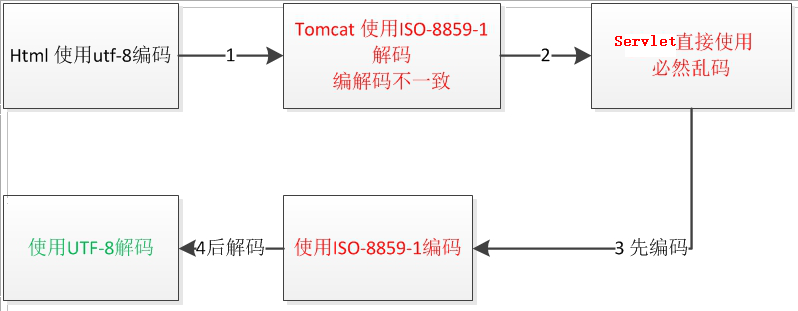 Html 使用utf-8编码
1
Tomcat 使用ISO-8859-1
解码
编解码不一致
2
Servlet直接使用
必然乱码
3 先编码
使用ISO-8859-1编码
4后解码
使用UTF-8解码